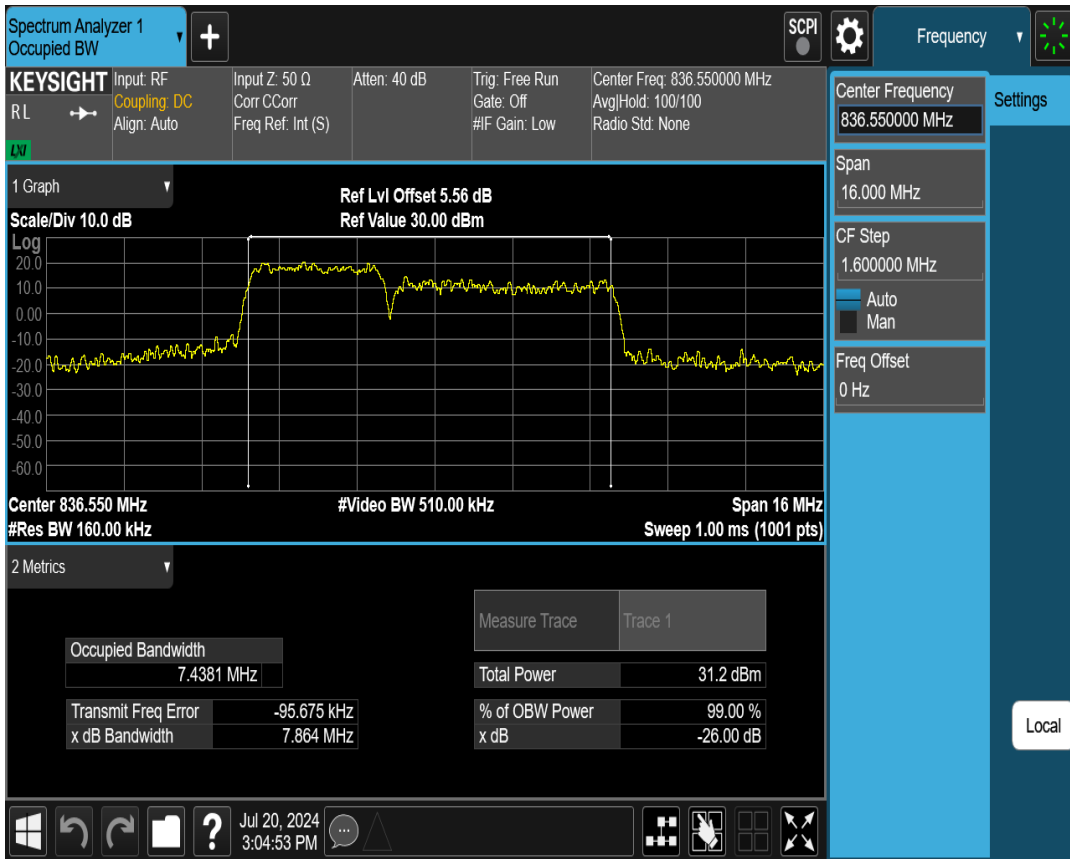 Spectrum Analyzer 1
Occupied BW
+
SCPI
Frequency
KEYSIGHT
RL
LXI
Input: RF
Coupling: DC
Align: Auto
Input Z: 50 Ω
Corr CCorr
Freq Ref: Int (S)
Atten: 40 dB
Trig: Free Run
Gate: Off
#IF Gain: Low
Center Freq: 836.550000 MHz
Avg|Hold: 100/100
Radio Std: None
Center Frequency
836.550000 MHz
Settings
Span
16.000 MHz
CF Step
1.600000 MHz
Auto
Man
Freq Offset
0 Hz
Local
1 Graph
Scale/Div 10.0 dB
Ref Lvl Offset 5.56 dB
Ref Value 30.00 dBm
Log
20.0
10.0
0.00
-10.0
-20.0
-30.0
-40.0
-50.0
-60.0
Center 836.550 MHz
#Video BW 510.00 kHz
Span 16 MHz
#Res BW 160.00 kHz
Sweep 1.00 ms (1001 pts)
2 Metrics
Measure Trace
Trace 1
Occupied Bandwidth
7.4381 MHz
Total Power
31.2 dBm
Transmit Freq Error
-95.675 kHz
% of OBW Power
99.00 %
x dB Bandwidth
7.864 MHz
x dB
-26.00 dB
?
Jul 20, 2024
3:04:53 PM